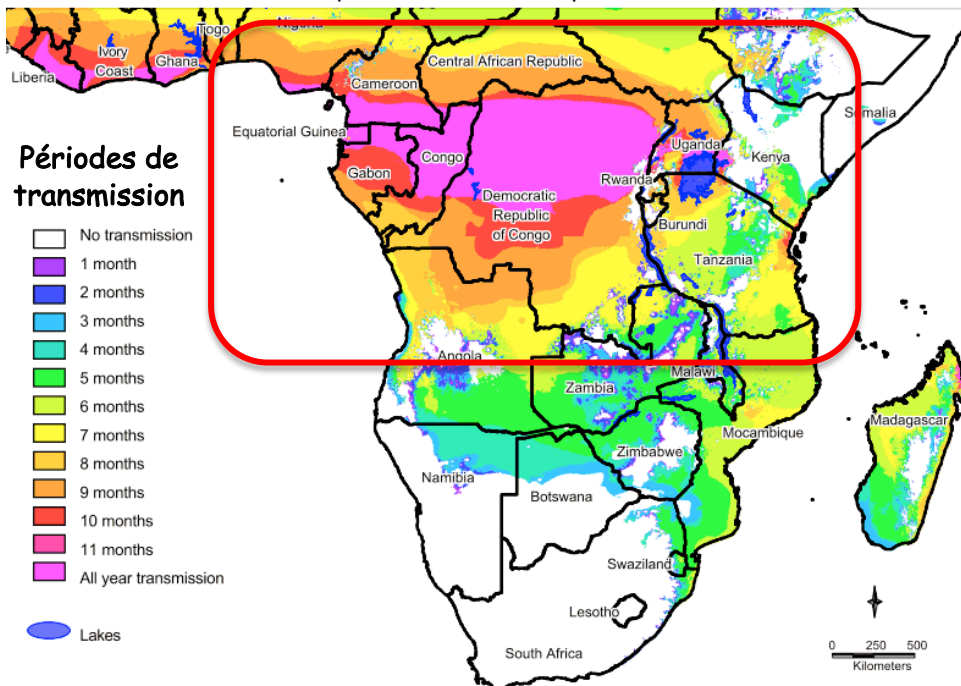 Togo
Nigeria
Ethiop
Ivory
Coast
Ghana
Liberia
Central African Republic
Cameroon
Somalia
Equatorial Guinea
Uganda
Kenya
Périodes de
transmission
Congo
Gabon
Rwanda
Democratic
Republic
of Congo
Burundi
Tanzania
No transmission
1 month
2 months
3 months
4 months
5 months
6 months
7 months
8 months
9 months
10 months
11 months
All year transmission
Lakes
Angola
Zambia
Malawi
Mocambique
Madagascar
Zimbabwe
Namibia
Botswana
Swaziland
Lesotho
South Africa
0 250 500
Kilometers